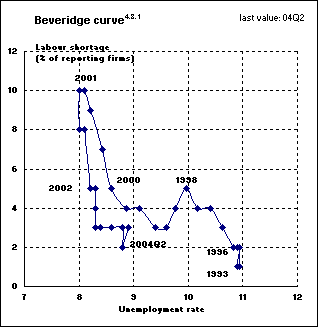 Beveridge curve4.8.1 last value: 04Q2
Labour shortage
(% of reporting firms)
12
10
8
6
4
2
0
2001
2002
2000
1998
2004Q2
1996
1993
7 8 9 10 11 12
Unemployment rate